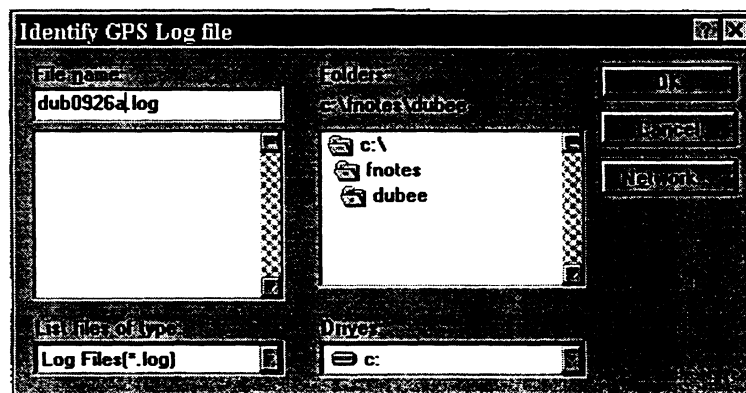 Identify GPS Log file
File name:
dub0926a.log
Folders:
c:\fnotes\dubee
c:\
fnotes
dubee
OK
Cancel
Network...
List files of type:
Log Files(*.log)
Drives:
c: